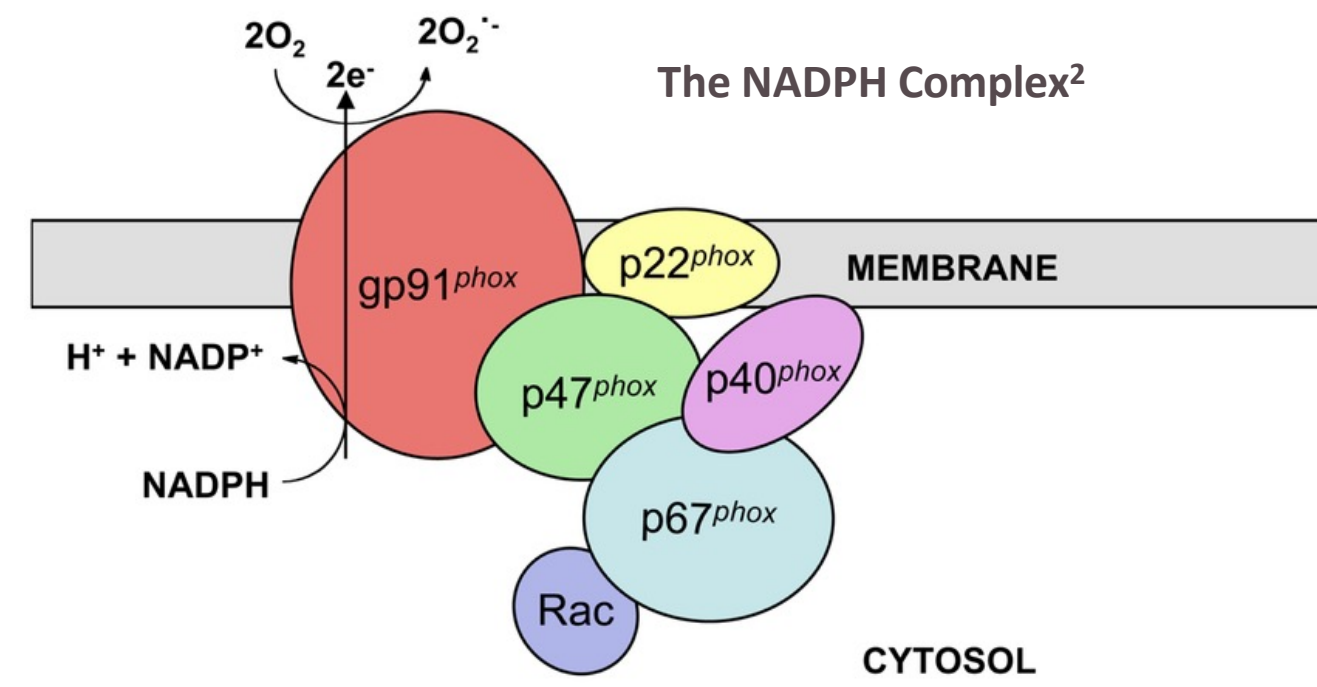 2O₂
2O₂˙⁻
2e⁻
The NADPH Complex²
gp91phox
p22phox
MEMBRANE
H⁺ + NADP⁺
p47phox
p40phox
NADPH
p67phox
Rac
CYTOSOL